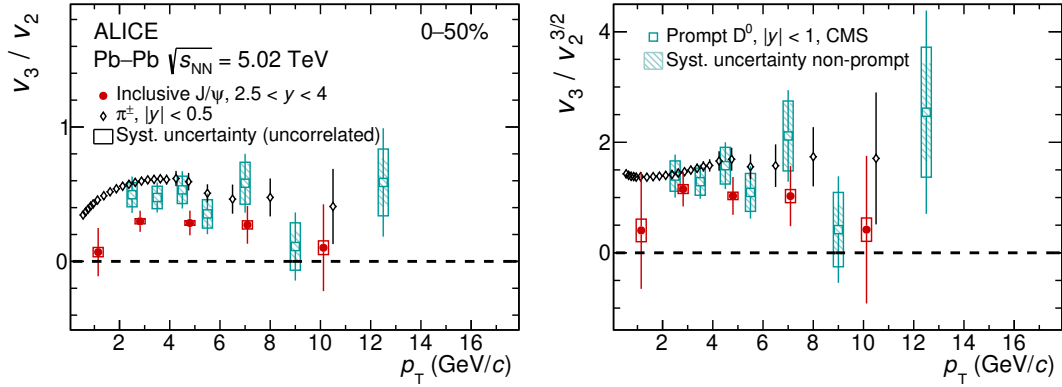 v₃ / v₂
ALICE
0–50%
Pb–Pb √sNN = 5.02 TeV
Inclusive J/ψ, 2.5 < y < 4
π±, |y| < 0.5
Syst. uncertainty (uncorrelated)
1
0
2 4 6 8 10 12 14 16
pT (GeV/c)
v₃ / v₂^3/2
Prompt D⁰, |y| < 1, CMS
Syst. uncertainty non-prompt
4
2
0
2 4 6 8 10 12 14 16
pT (GeV/c)